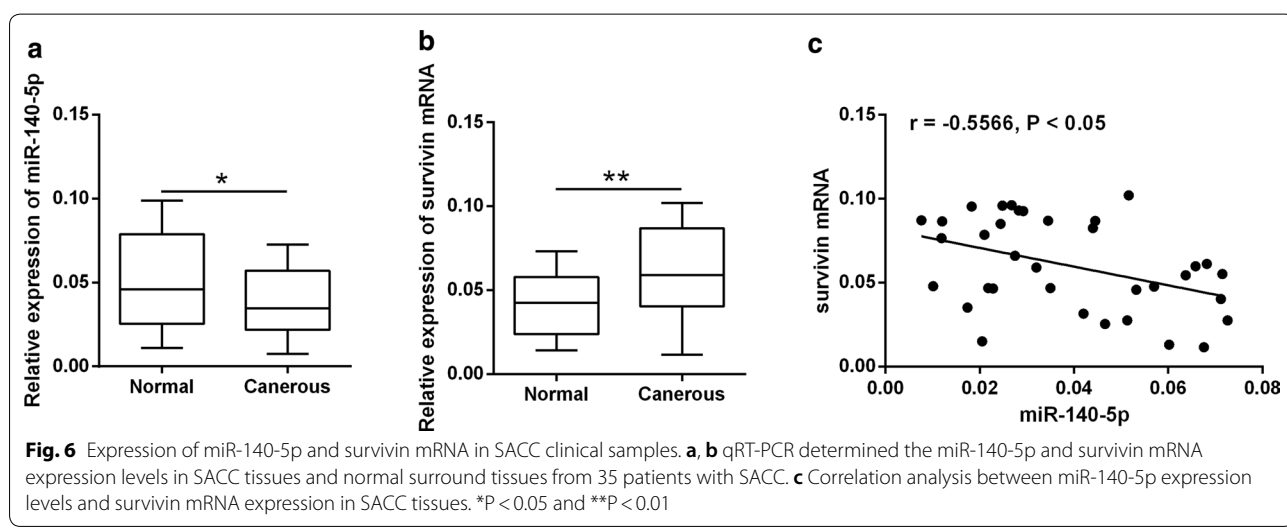 a
Relative expression of miR-140-5p
0.15
0.10
0.05
0.00
*
Normal Canerous
b
Relative expression of survivin mRNA
0.15
0.10
0.05
0.00
**
Normal Canerous
c
survivin mRNA
0.15
0.10
0.05
0.00
r = -0.5566, P < 0.05
0.00 0.02 0.04 0.06 0.08
miR-140-5p
Fig. 6 Expression of miR-140-5p and survivin mRNA in SACC clinical samples. a, b qRT-PCR determined the miR-140-5p and survivin mRNA
expression levels in SACC tissues and normal surround tissues from 35 patients with SACC. c Correlation analysis between miR-140-5p expression
levels and survivin mRNA expression in SACC tissues. *P < 0.05 and **P < 0.01